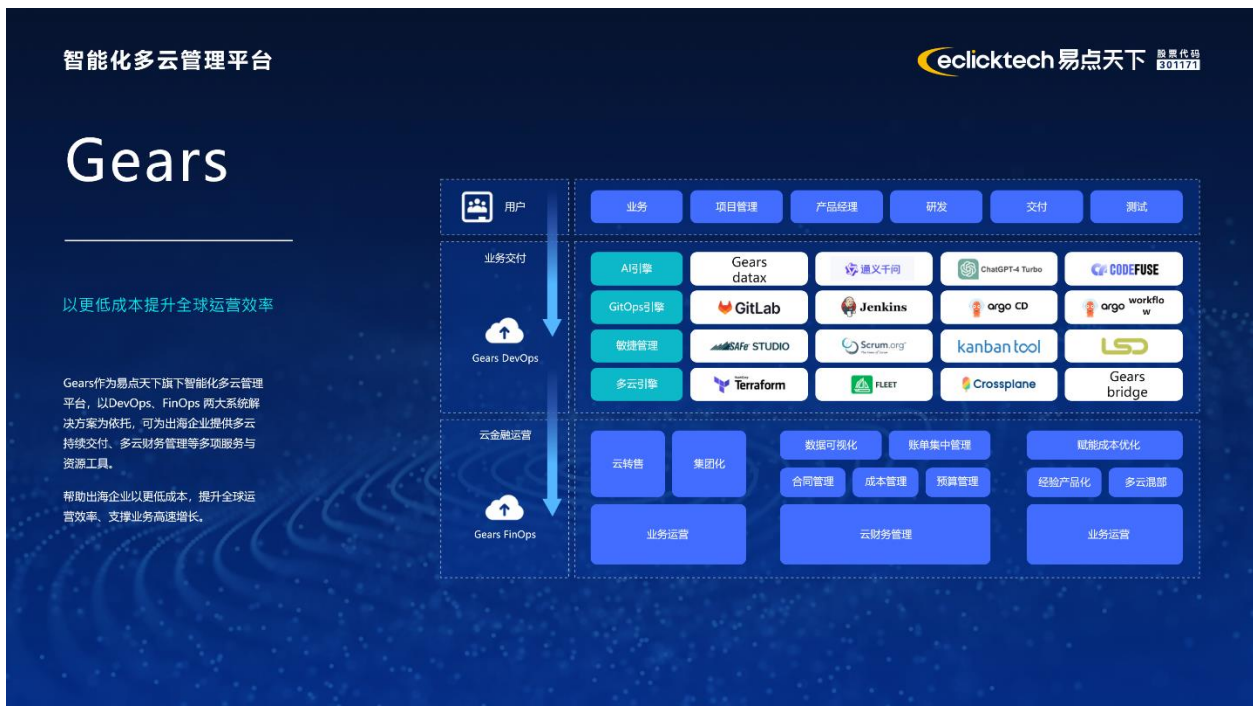 智能化多云管理平台
eclicktech 易点天下 股票代码 301171
Gears
以更低成本提升全球运营效率
Gears作为易点天下旗下智能化多云管理
平台，以DevOps、FinOps 两大系统解
决方案为依托，可为出海企业提供多云
持续交付、多云财务管理等多项服务与
资源工具。
帮助出海企业以更低成本，提升全球运
营效率、支撑业务高速增长。
用户
业务 项目管理 产品经理 研发 交付 测试
业务交付
Gears DevOps
AI引擎
Gears
datax
通义千问
ChatGPT-4 Turbo
CODEFUSE
GitOps引擎
GitLab
Jenkins
argo CD
argo
workflo
w
敏捷管理
SAFe STUDIO
Scrum.org
kanban tool
LSD
多云引擎
Terraform
FLEET
Crossplane
Gears
bridge
云金融运营
Gears FinOps
云转售 集团化
业务运营
数据可视化 账单集中管理
合同管理 成本管理 预算管理
云财务管理
赋能成本优化
经验产品化 多云混部
业务运营